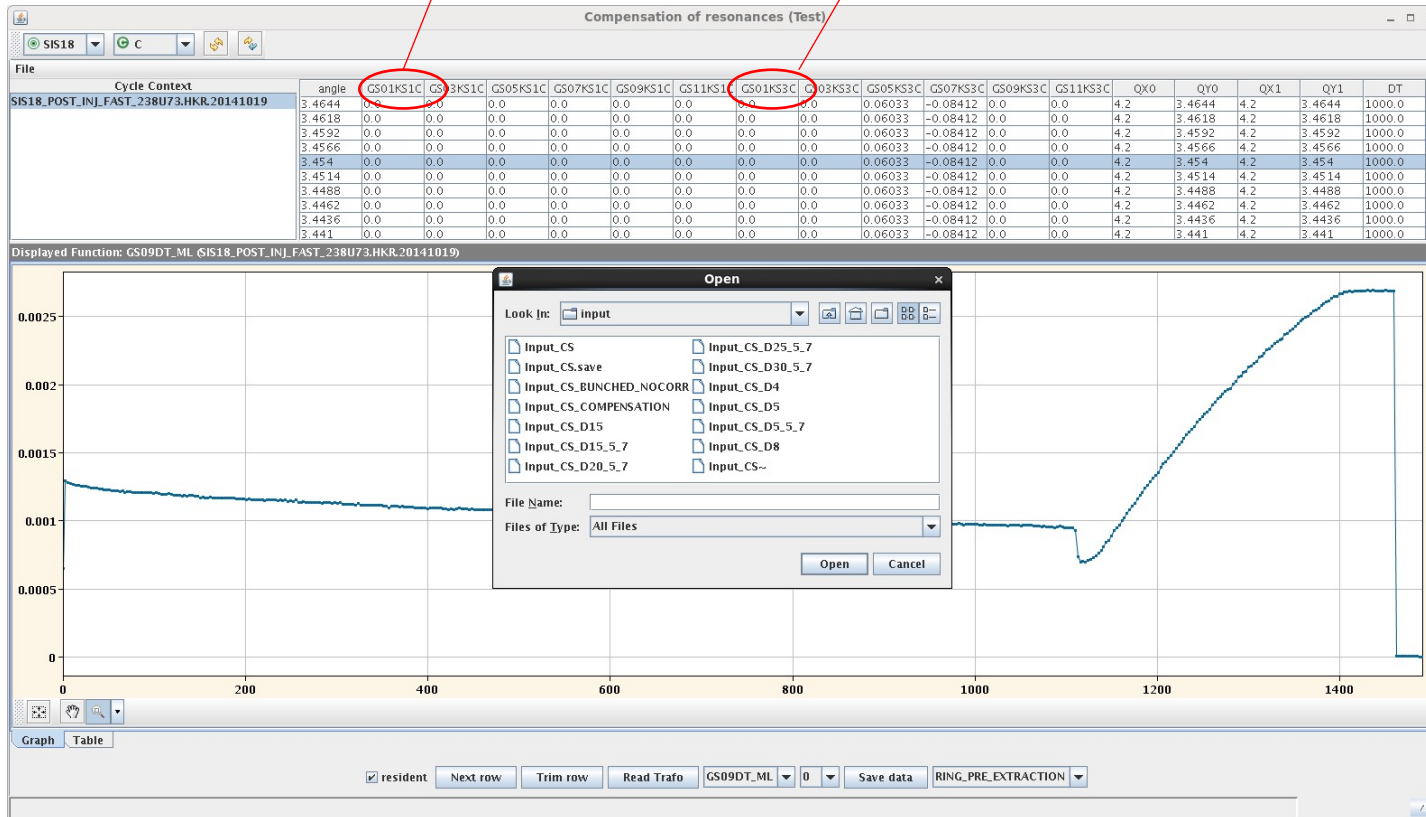 Compensation of resonances (Test)
SIS18 C
File
Cycle Context
SIS18_POST_INJ_FAST_238U73.HKR.20141019
angle GS01KS1C GS03KS1C GS05KS1C GS07KS1C GS09KS1C GS11KS1C GS01KS3C GS03KS3C GS05KS3C GS07KS3C GS09KS3C GS11KS3C QX0 QY0 QX1 QY1 DT
3.4644 0.0 0.0 0.0 0.0 0.0 0.0 0.0 0.0 0.06033 -0.08412 0.0 0.0 4.2 3.4644 4.2 3.4644 1000.0
3.4618 0.0 0.0 0.0 0.0 0.0 0.0 0.0 0.0 0.06033 -0.08412 0.0 0.0 4.2 3.4618 4.2 3.4618 1000.0
3.4592 0.0 0.0 0.0 0.0 0.0 0.0 0.0 0.0 0.06033 -0.08412 0.0 0.0 4.2 3.4592 4.2 3.4592 1000.0
3.4566 0.0 0.0 0.0 0.0 0.0 0.0 0.0 0.0 0.06033 -0.08412 0.0 0.0 4.2 3.4566 4.2 3.4566 1000.0
3.454 0.0 0.0 0.0 0.0 0.0 0.0 0.0 0.0 0.06033 -0.08412 0.0 0.0 4.2 3.454 4.2 3.454 1000.0
3.4514 0.0 0.0 0.0 0.0 0.0 0.0 0.0 0.0 0.06033 -0.08412 0.0 0.0 4.2 3.4514 4.2 3.4514 1000.0
3.4488 0.0 0.0 0.0 0.0 0.0 0.0 0.0 0.0 0.06033 -0.08412 0.0 0.0 4.2 3.4488 4.2 3.4488 1000.0
3.4462 0.0 0.0 0.0 0.0 0.0 0.0 0.0 0.0 0.06033 -0.08412 0.0 0.0 4.2 3.4462 4.2 3.4462 1000.0
3.4436 0.0 0.0 0.0 0.0 0.0 0.0 0.0 0.0 0.06033 -0.08412 0.0 0.0 4.2 3.4436 4.2 3.4436 1000.0
3.441 0.0 0.0 0.0 0.0 0.0 0.0 0.0 0.0 0.06033 -0.08412 0.0 0.0 4.2 3.441 4.2 3.441 1000.0
Displayed Function: GS09DT_ML (SIS18_POST_INJ_FAST_238U73.HKR.20141019)
Open
Look In: input
Input_CS Input_CS_D25_5_7
Input_CS.save Input_CS_D30_5_7
Input_CS_BUNCHED_NOCORR Input_CS_D4
Input_CS_COMPENSATION Input_CS_D5
Input_CS_D15 Input_CS_D5_5_7
Input_CS_D15_5_7 Input_CS_D8
Input_CS_D20_5_7 Input_CS~
File Name:
Files of Type: All Files
Open Cancel
0.0025
0.002
0.0015
0.001
0.0005
0
0 200 400 600 800 1000 1200 1400
Graph Table
resident Next row Trim row Read Trafo GS09DT_ML 0 Save data RING_PRE_EXTRACTION